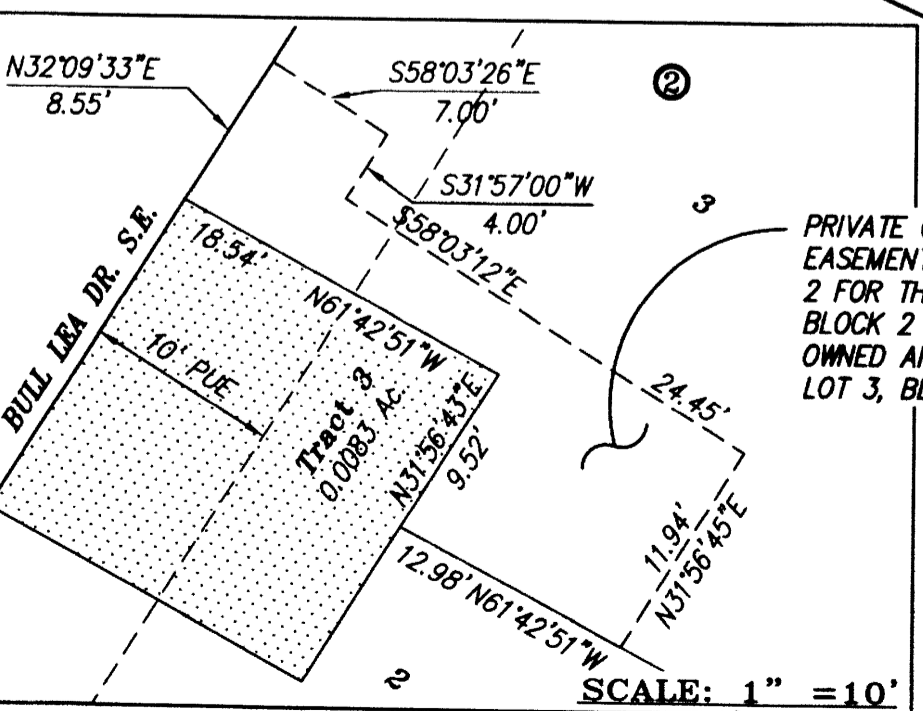 N32°09'33"E
8.55'
S58°03'26"E
7.00'
②
S31°57'00"W
4.00'
3
PRIVATE
EASEMENT
2 FOR TH
BLOCK 2
OWNED A
LOT 3, B
BULL LEA DR. S.E.
18.54'
N61°42'51"W
S58°03'12"E
24.45'
10' PUE
Tract 3
0.0083 Ac
N31°56'43"E
9.52'
11.94'
N31°56'45"E
12.98' N61°42'51"W
2
SCALE: 1" =10'